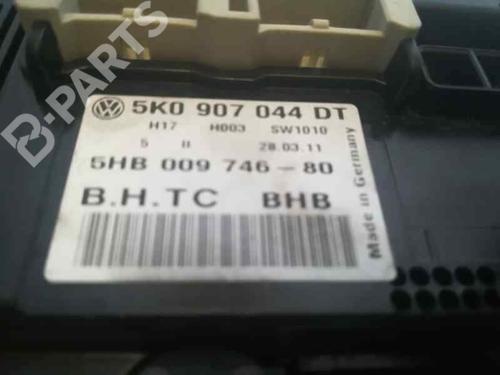 5K0 907 044 DT
H17 H003 SW1010
5 II 28.03.11
5HB 009 746-80
B.H.TC BHB
Made in Germany
B-PARTS